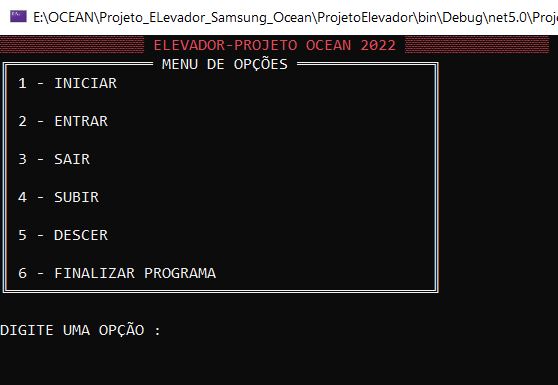 E:\OCEAN\Projeto_ELevador_Samsung_Ocean\ProjetoElevador\bin\Debug\net5.0\Proj
ELEVADOR-PROJETO OCEAN 2022
MENU DE OPÇÕES
1 - INICIAR
2 - ENTRAR
3 - SAIR
4 - SUBIR
5 - DESCER
6 - FINALIZAR PROGRAMA
DIGITE UMA OPÇÃO :